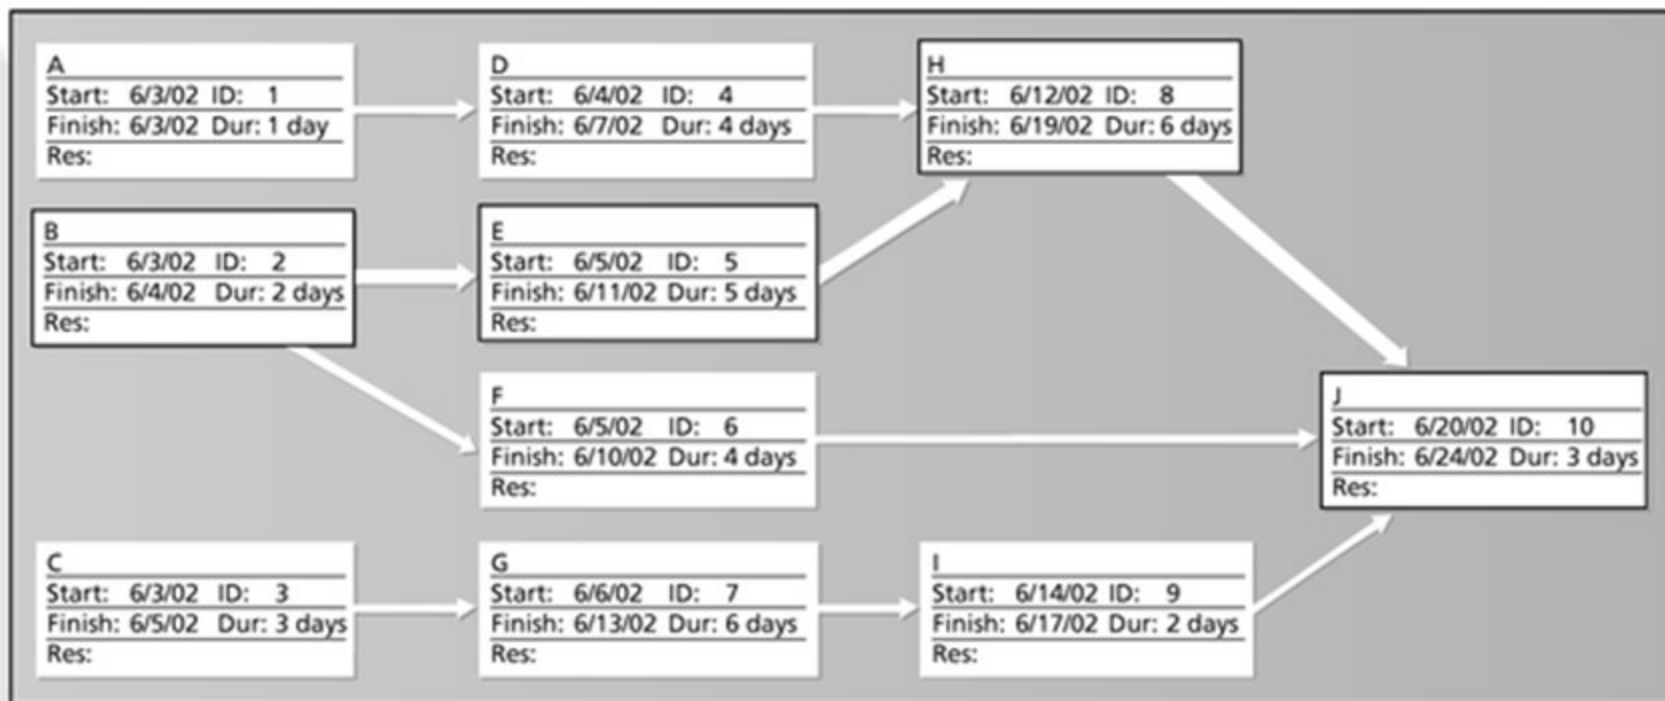 A
Start: 6/3/02 ID: 1
Finish: 6/3/02 Dur: 1 day
Res:
D
Start: 6/4/02 ID: 4
Finish: 6/7/02 Dur: 4 days
Res:
H
Start: 6/12/02 ID: 8
Finish: 6/19/02 Dur: 6 days
Res:
B
Start: 6/3/02 ID: 2
Finish: 6/4/02 Dur: 2 days
Res:
E
Start: 6/5/02 ID: 5
Finish: 6/11/02 Dur: 5 days
Res:
F
Start: 6/5/02 ID: 6
Finish: 6/10/02 Dur: 4 days
Res:
J
Start: 6/20/02 ID: 10
Finish: 6/24/02 Dur: 3 days
Res:
C
Start: 6/3/02 ID: 3
Finish: 6/5/02 Dur: 3 days
Res:
G
Start: 6/6/02 ID: 7
Finish: 6/13/02 Dur: 6 days
Res:
I
Start: 6/14/02 ID: 9
Finish: 6/17/02 Dur: 2 days
Res: